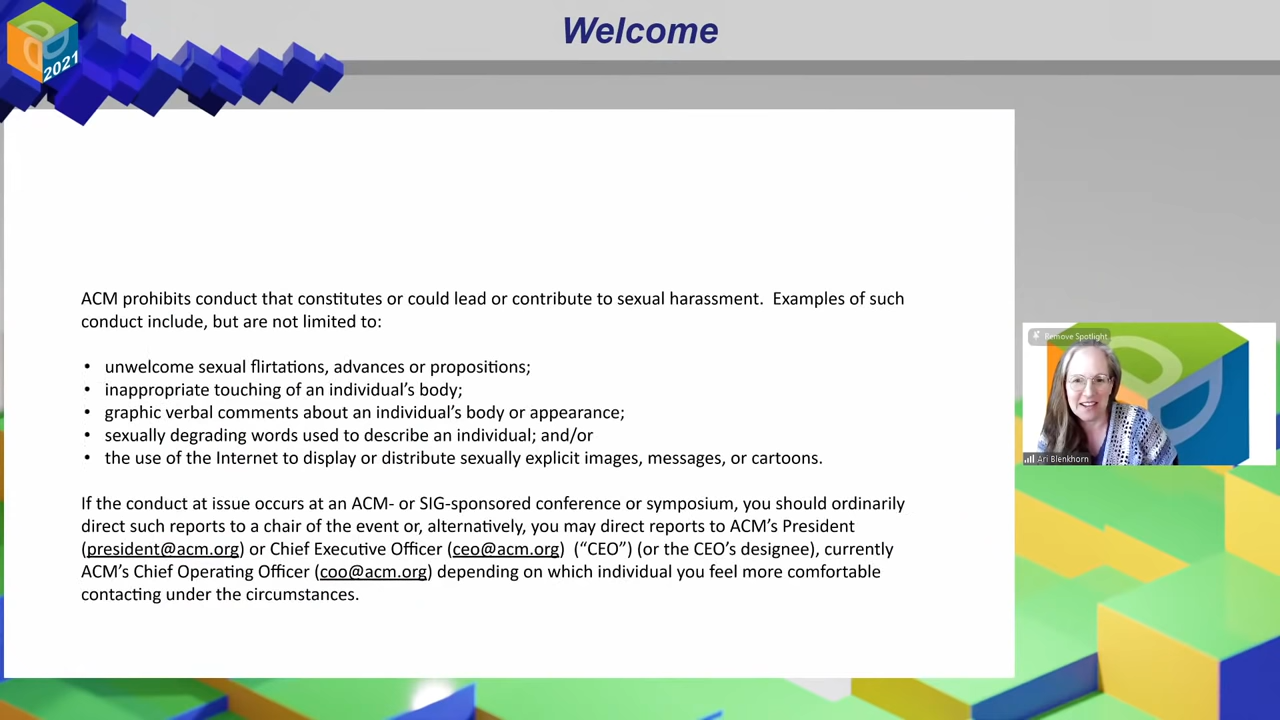 Welcome
2021
ACM prohibits conduct that constitutes or could lead or contribute to sexual harassment.  Examples of such
conduct include, but are not limited to:
• unwelcome sexual flirtations, advances or propositions;
• inappropriate touching of an individual’s body;
• graphic verbal comments about an individual’s body or appearance;
• sexually degrading words used to describe an individual; and/or
• the use of the Internet to display or distribute sexually explicit images, messages, or cartoons.
If the conduct at issue occurs at an ACM- or SIG-sponsored conference or symposium, you should ordinarily
direct such reports to a chair of the event or, alternatively, you may direct reports to ACM’s President
(president@acm.org) or Chief Executive Officer (ceo@acm.org)  (“CEO”) (or the CEO’s designee), currently
ACM’s Chief Operating Officer (coo@acm.org) depending on which individual you feel more comfortable
contacting under the circumstances.
Remove Spotlight
Ari Blenkhorn